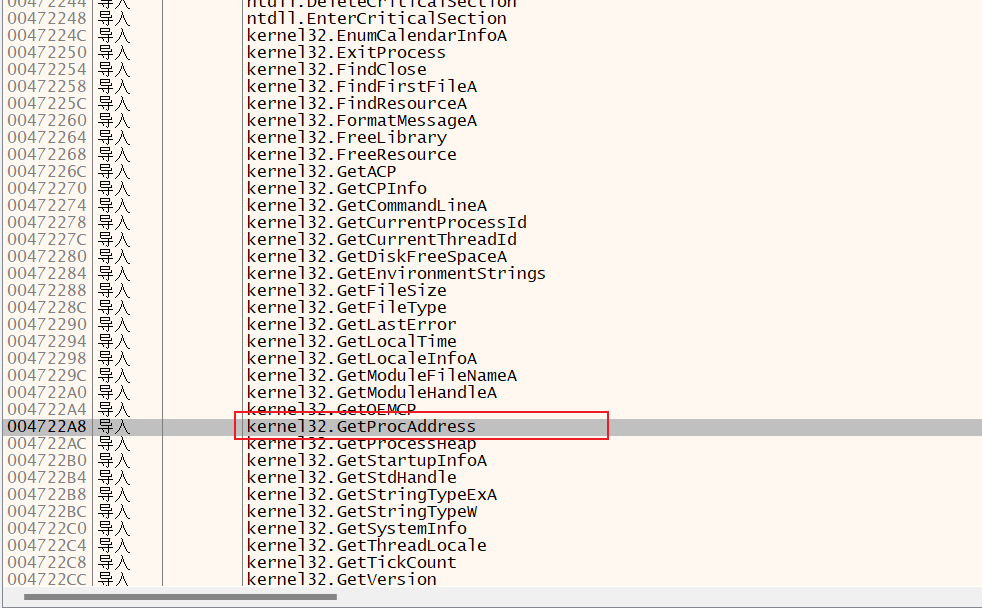 00472244 导入 ntdll.DeleteCriticalSection
00472248 导入 ntdll.EnterCriticalSection
0047224C 导入 kernel32.EnumCalendarInfoA
00472250 导入 kernel32.ExitProcess
00472254 导入 kernel32.FindClose
00472258 导入 kernel32.FindFirstFileA
0047225C 导入 kernel32.FindResourceA
00472260 导入 kernel32.FormatMessageA
00472264 导入 kernel32.FreeLibrary
00472268 导入 kernel32.FreeResource
0047226C 导入 kernel32.GetACP
00472270 导入 kernel32.GetCPInfo
00472274 导入 kernel32.GetCommandLineA
00472278 导入 kernel32.GetCurrentProcessId
0047227C 导入 kernel32.GetCurrentThreadId
00472280 导入 kernel32.GetDiskFreeSpaceA
00472284 导入 kernel32.GetEnvironmentStrings
00472288 导入 kernel32.GetFileSize
0047228C 导入 kernel32.GetFileType
00472290 导入 kernel32.GetLastError
00472294 导入 kernel32.GetLocalTime
00472298 导入 kernel32.GetLocaleInfoA
0047229C 导入 kernel32.GetModuleFileNameA
004722A0 导入 kernel32.GetModuleHandleA
004722A4 导入 kernel32.GetOEMCP
004722A8 导入 kernel32.GetProcAddress
004722AC 导入 kernel32.GetProcessHeap
004722B0 导入 kernel32.GetStartupInfoA
004722B4 导入 kernel32.GetStdHandle
004722B8 导入 kernel32.GetStringTypeExA
004722BC 导入 kernel32.GetStringTypeW
004722C0 导入 kernel32.GetSystemInfo
004722C4 导入 kernel32.GetThreadLocale
004722C8 导入 kernel32.GetTickCount
004722CC 导入 kernel32.GetVersion